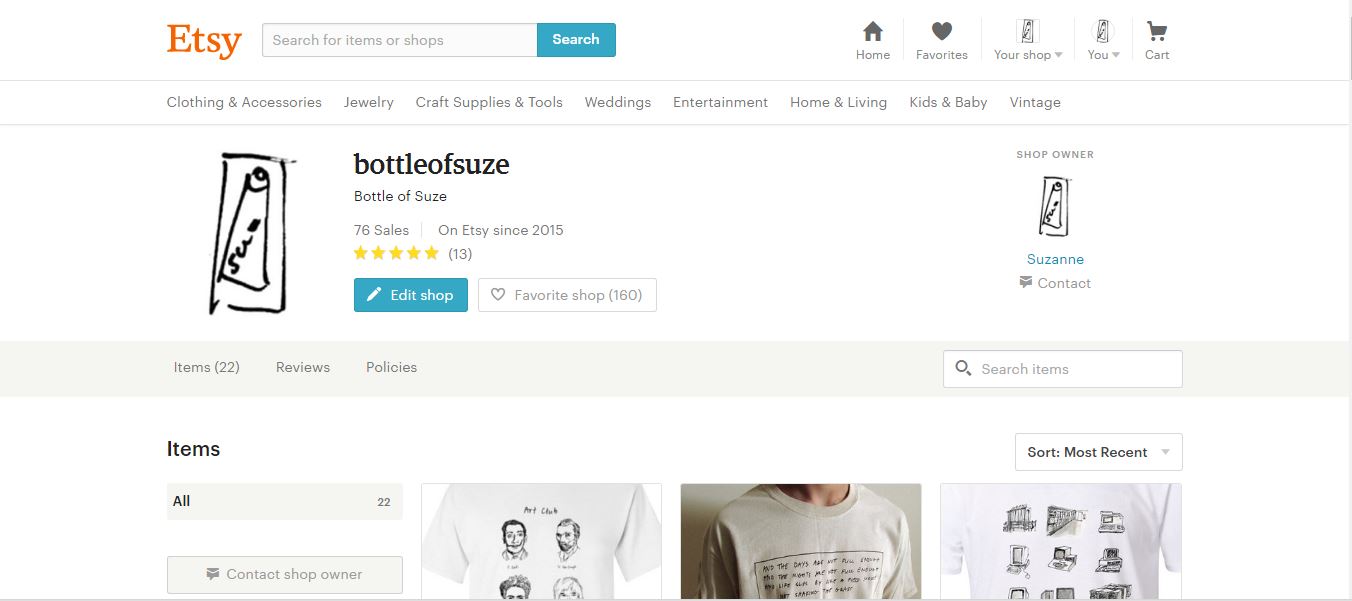 Etsy
Search for items or shops
Search
Home
Favorites
Your shop
You
Cart
Clothing & Accessories
Jewelry
Craft Supplies & Tools
Weddings
Entertainment
Home & Living
Kids & Baby
Vintage
bottleofsuze
Bottle of Suze
76 Sales
On Etsy since 2015
(13)
Edit shop
Favorite shop (160)
SHOP OWNER
Suzanne
Contact
Items (22)
Reviews
Policies
Search items
Items
Sort: Most Recent
All
22
Contact shop owner
Art Club
AND THE DAYS ARE NOT FULL ENOUGH
AND THE NIGHTS ARE NOT FULL ENOUGH
AND LIFE SLIPS BY LIKE A FIELD MOUSE
NOT SHAKING THE GRASS